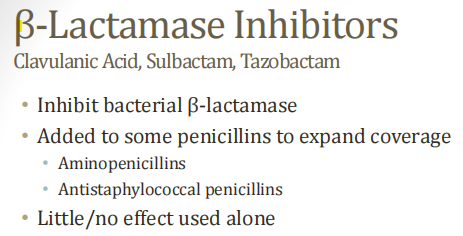 β-Lactamase Inhibitors
Clavulanic Acid, Sulbactam, Tazobactam
• Inhibit bacterial β-lactamase
• Added to some penicillins to expand coverage
• Aminopenicillins
• Antistaphylococcal penicillins
• Little/no effect used alone